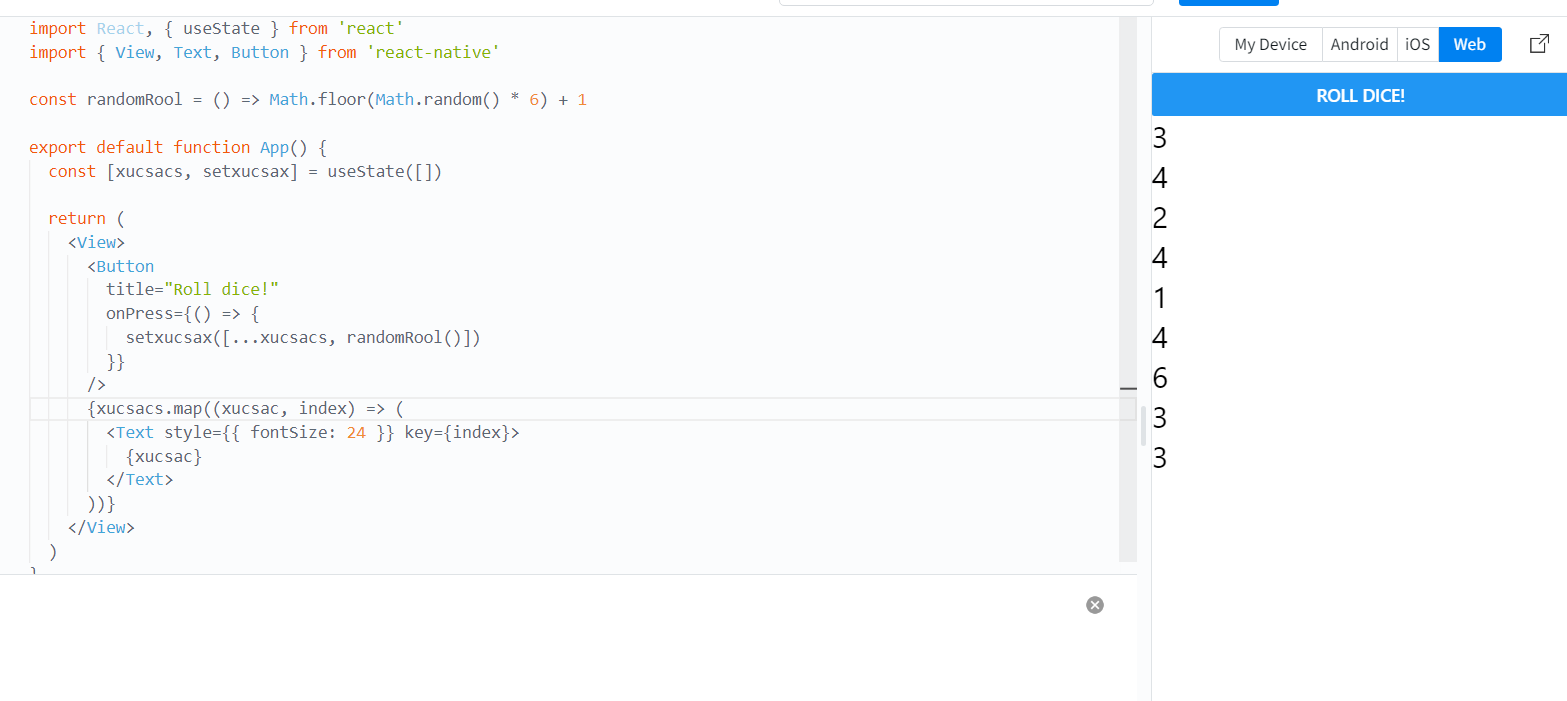 import React, { useState } from 'react'
import { View, Text, Button } from 'react-native'
const randomRool = () => Math.floor(Math.random() * 6) + 1
export default function App() {
const [xucsacs, setxucsax] = useState([])
return (
<View>
<Button
title="Roll dice!"
onPress={() => {
setxucsax([...xucsacs, randomRool()])
}}
/>
{xucsacs.map((xucsac, index) => (
<Text style={{ fontSize: 24 }} key={index}>
{xucsac}
</Text>
))}
</View>
)
}
My Device Android iOS Web
ROLL DICE!
3
4
2
4
1
4
6
3
3